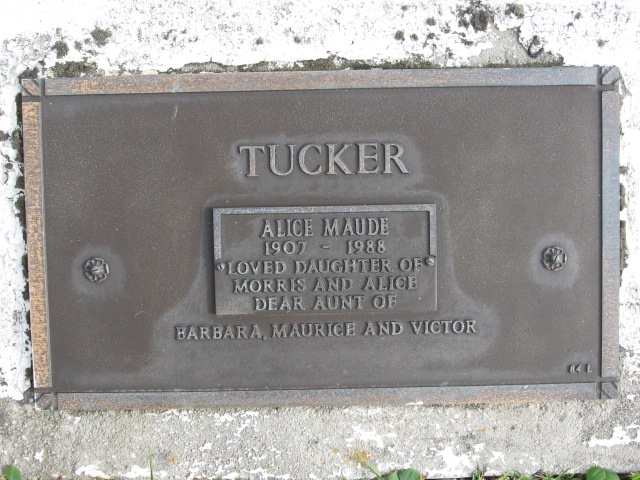 TUCKER
ALICE MAUDE
1907 - 1988
LOVED DAUGHTER OF
MORRIS AND ALICE
DEAR AUNT OF
BARBARA, MAURICE AND VICTOR